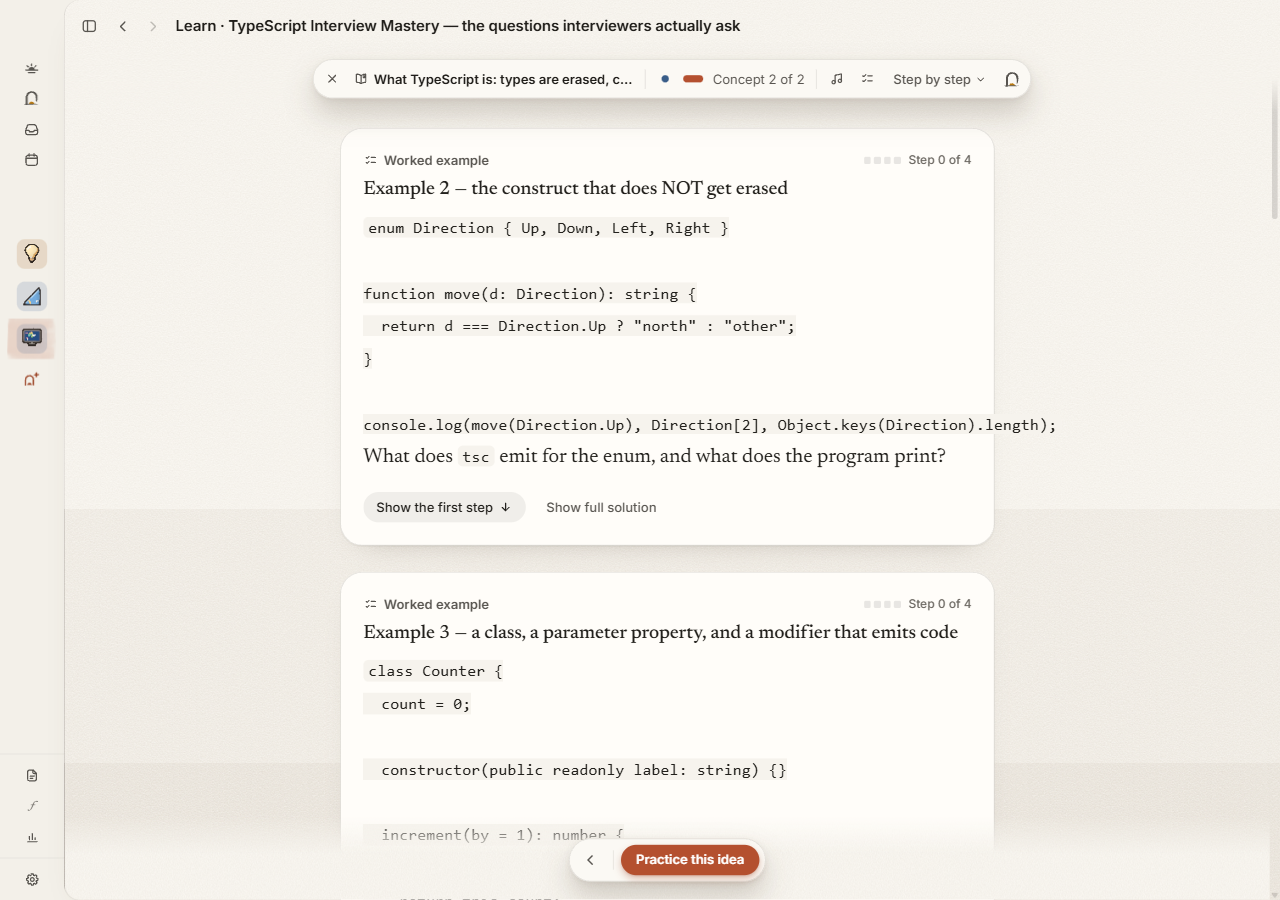 Learn · TypeScript Interview Mastery — the questions interviewers actually ask
What TypeScript is: types are erased, c...
Concept 2 of 2
Step by step
Worked example
Step 0 of 4
Example 2 — the construct that does NOT get erased
enum Direction { Up, Down, Left, Right }
function move(d: Direction): string {
  return d === Direction.Up ? "north" : "other";
}
console.log(move(Direction.Up), Direction[2], Object.keys(Direction).length);
What does tsc emit for the enum, and what does the program print?
Show the first step ↓
Show full solution
Worked example
Step 0 of 4
Example 3 — a class, a parameter property, and a modifier that emits code
class Counter {
  count = 0;
  constructor(public readonly label: string) {}
  increment(by = 1): number {
Practice this idea